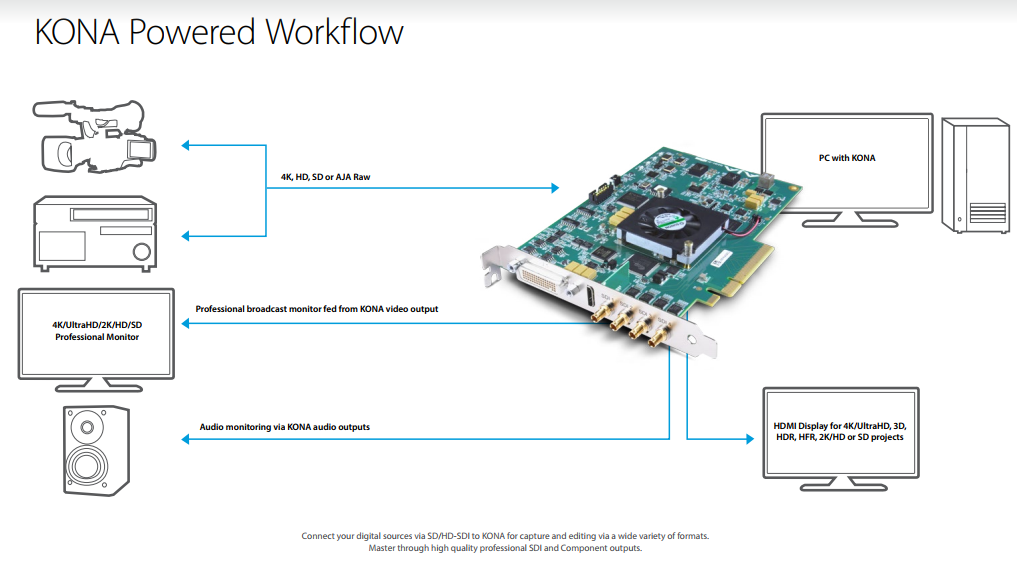 KONA Powered Workflow
PC with KONA
4K, HD, SD or AJA Raw
Professional broadcast monitor fed from KONA video output
4K/UltraHD/2K/HD/SD
Professional Monitor
Audio monitoring via KONA audio outputs
HDMI Display for 4K/UltraHD, 3D,
HDR, HFR, 2K/HD or SD projects
Connect your digital sources via SD/HD-SDI to KONA for capture and editing via a wide variety of formats.
Master through high quality professional SDI and Component outputs.